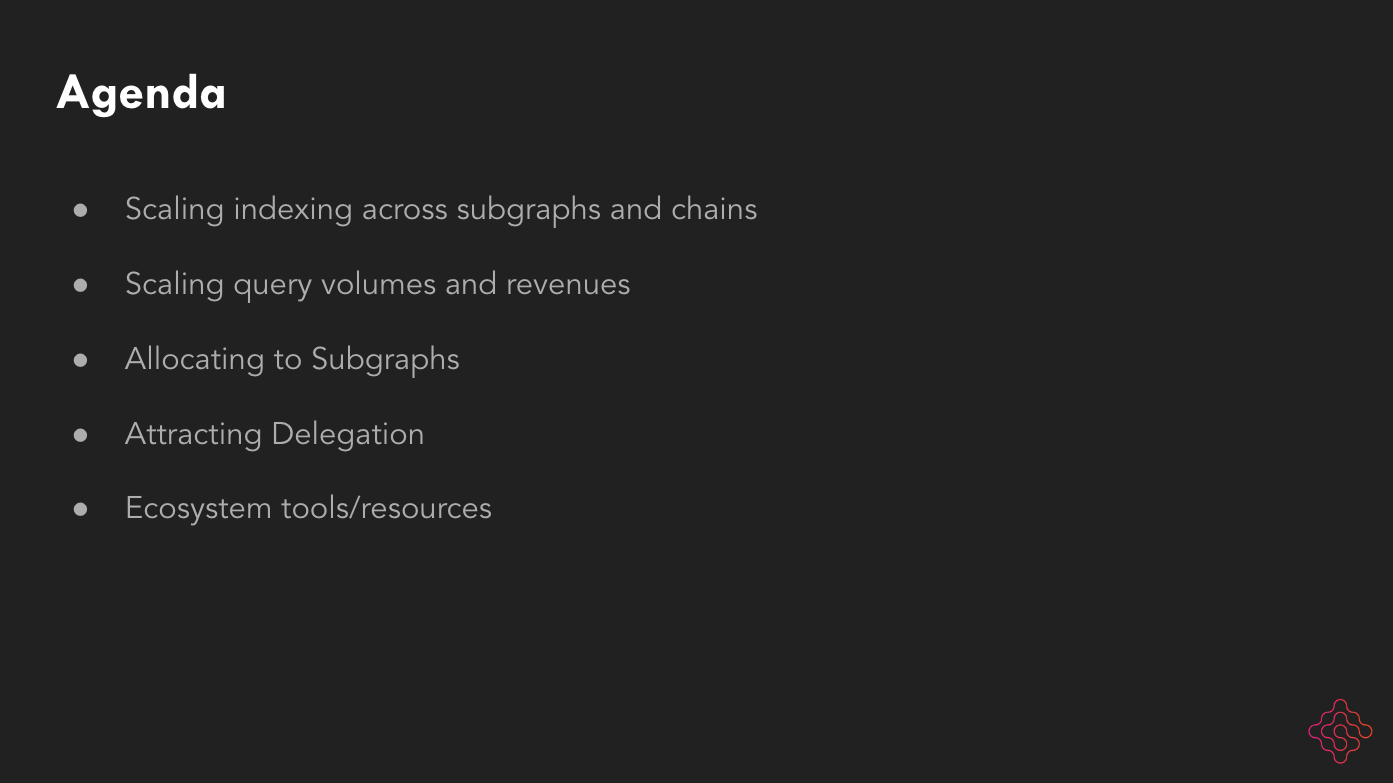 Agenda
● Scaling indexing across subgraphs and chains
● Scaling query volumes and revenues
● Allocating to Subgraphs
● Attracting Delegation
● Ecosystem tools/resources